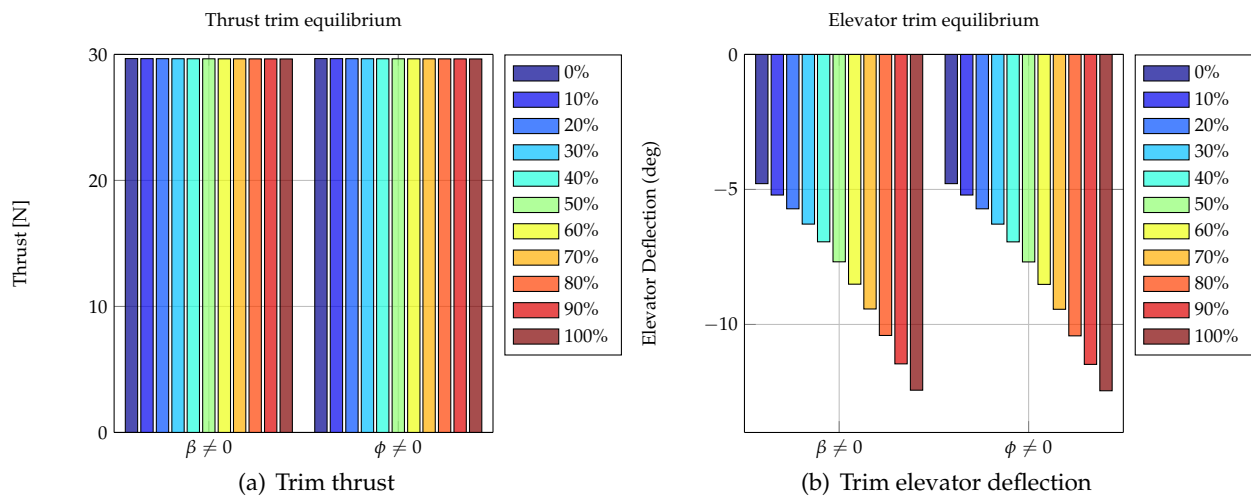 Thrust trim equilibrium
30
20
10
0
Thrust [N]
β ≠ 0
ϕ ≠ 0
0%
10%
20%
30%
40%
50%
60%
70%
80%
90%
100%
(a) Trim thrust
Elevator trim equilibrium
0
−5
−10
Elevator Deflection (deg)
β ≠ 0
ϕ ≠ 0
0%
10%
20%
30%
40%
50%
60%
70%
80%
90%
100%
(b) Trim elevator deflection